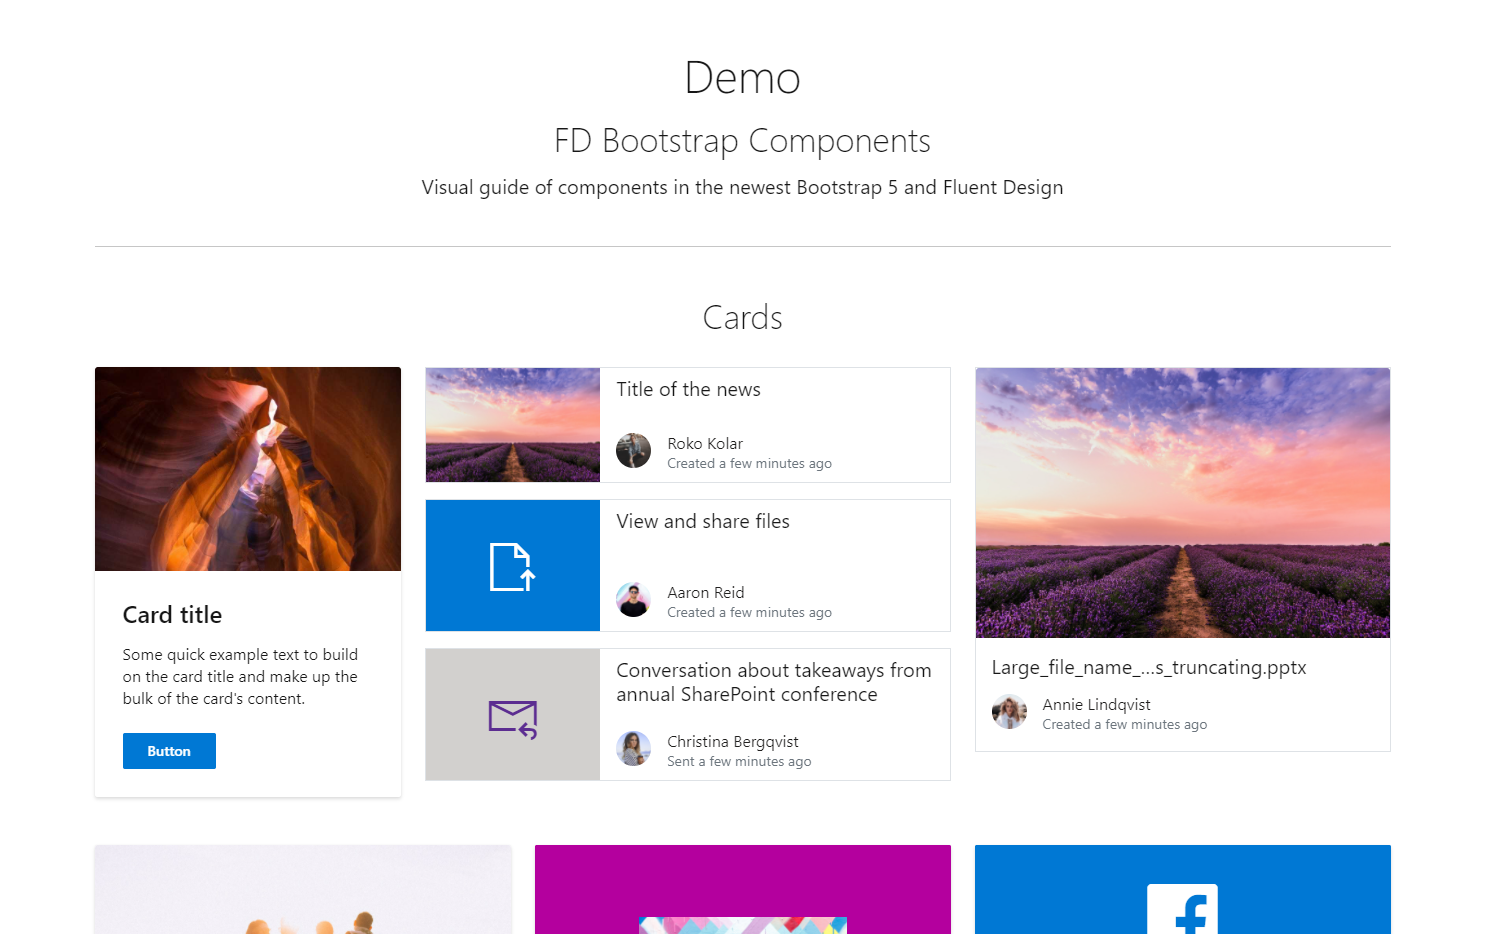 Demo
FD Bootstrap Components
Visual guide of components in the newest Bootstrap 5 and Fluent Design
Cards
Card title
Some quick example text to build
on the card title and make up the
bulk of the card's content.
Button
Title of the news
Roko Kolar
Created a few minutes ago
View and share files
Aaron Reid
Created a few minutes ago
Conversation about takeaways from
annual SharePoint conference
Christina Bergqvist
Sent a few minutes ago
Large_file_name_...s_truncating.pptx
Annie Lindqvist
Created a few minutes ago